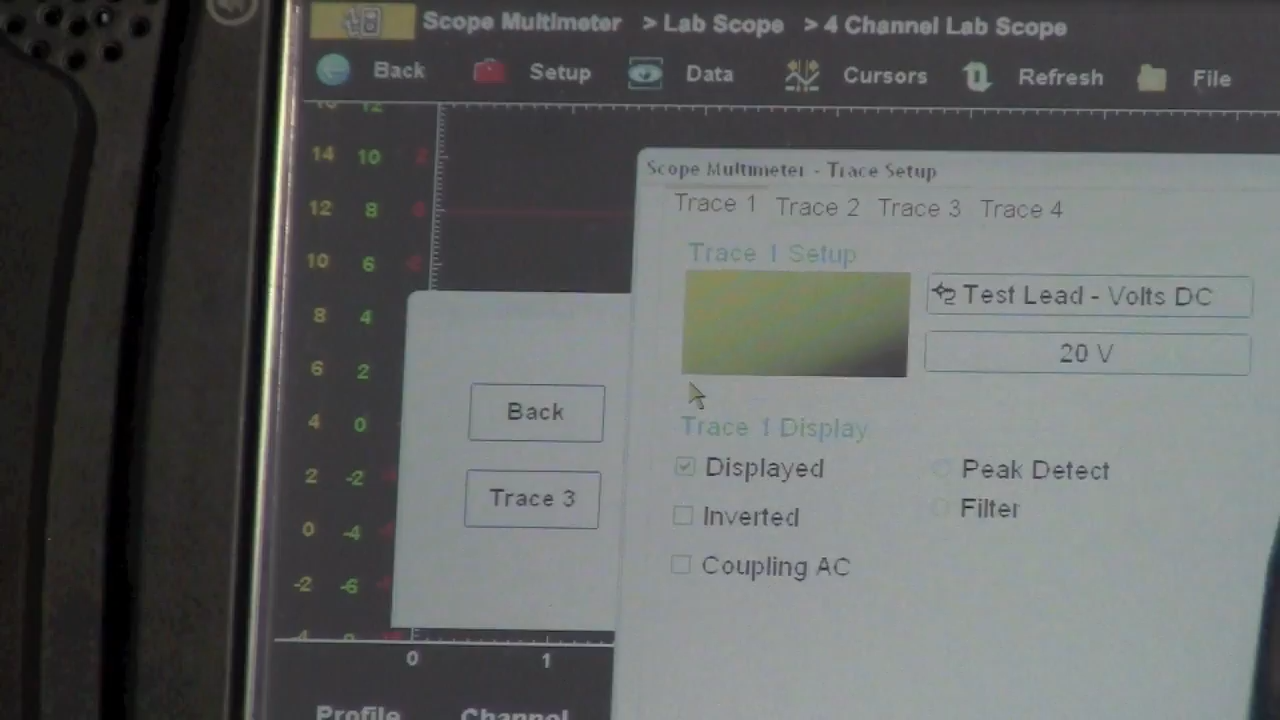 Scope Multimeter > Lab Scope > 4 Channel Lab Scope
Back Setup Data Cursors Refresh File
12
14 10
12 8
10 6
8 4
6 2
4 0
2 -2
0 -4
-2 -6
0 1
Scope Multimeter - Trace Setup
Trace 1 Trace 2 Trace 3 Trace 4
Trace 1 Setup
Test Lead - Volts DC
20 V
Back
Trace 3
Trace 1 Display
Displayed
Peak Detect
Inverted
Filter
Coupling AC
Profile Channel